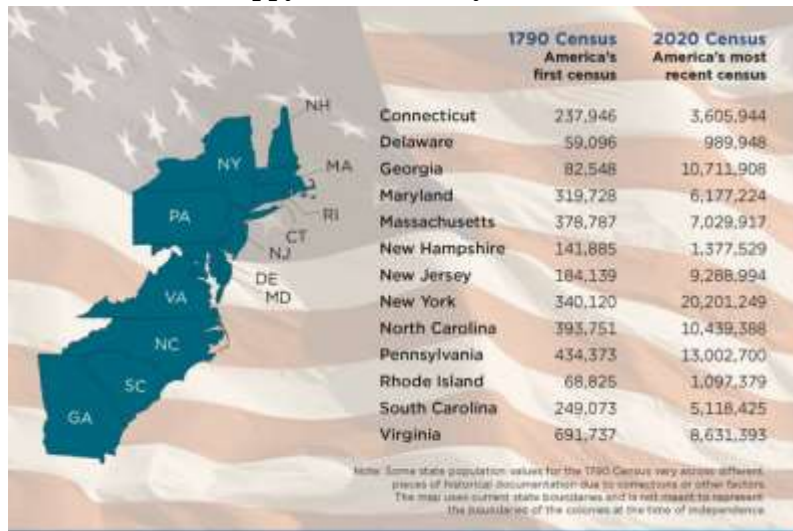 1790 Census
America's
first census
2020 Census
America's most
recent census
Connecticut 237,946 3,605,944
Delaware 59,096 989,948
Georgia 82,548 10,711,908
Maryland 319,728 6,177,224
Massachusetts 378,787 7,029,917
New Hampshire 141,885 1,377,529
New Jersey 184,139 9,288,994
New York 340,120 20,201,249
North Carolina 393,751 10,439,388
Pennsylvania 434,373 13,002,700
Rhode Island 68,825 1,097,379
South Carolina 249,073 5,118,425
Virginia 691,737 8,631,393
NH
NY
MA
PA
RI
CT
NJ
DE
MD
VA
NC
SC
GA
Note: Some state population values for the 1790 Census vary across different
pieces of historical documentation due to corrections or other factors.
The map uses current state boundaries and is not meant to represent
the boundaries of the colonies at the time of independence.